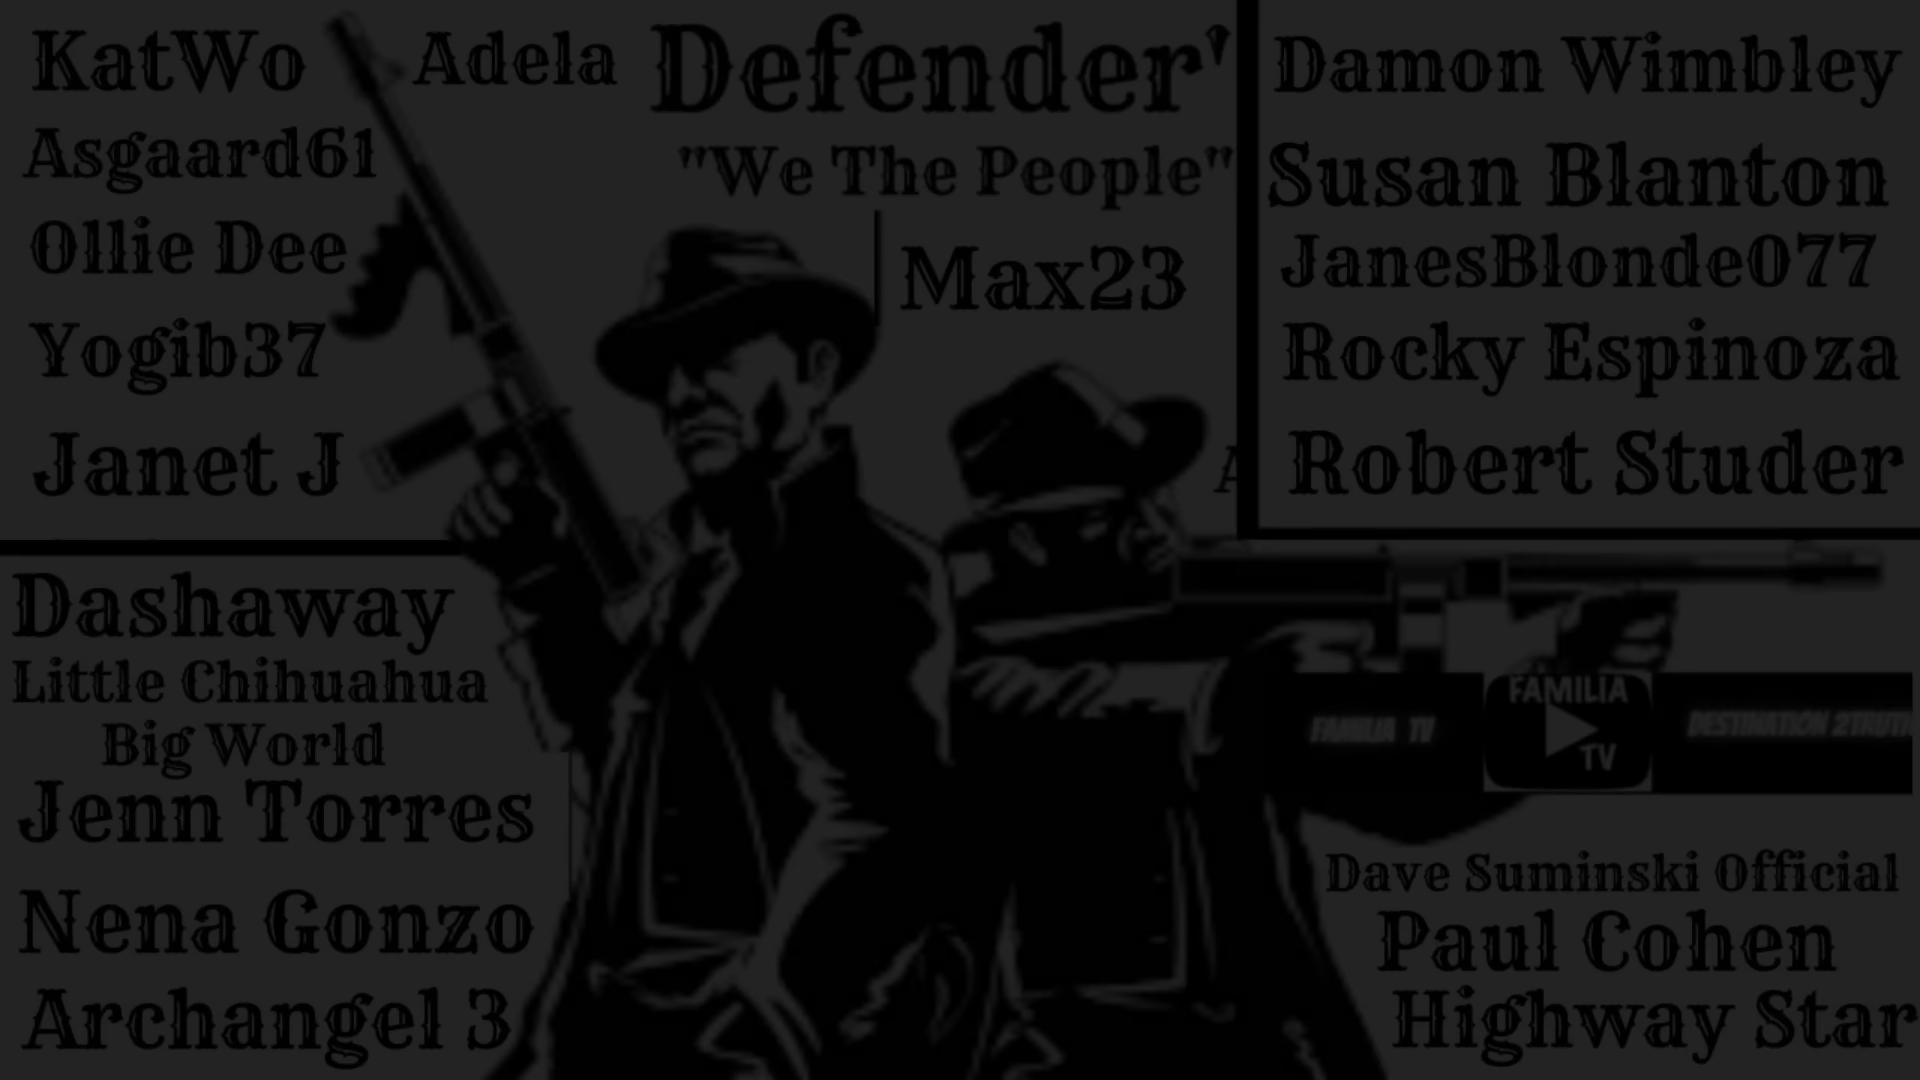 KatWo
Adela
Defender'
"We The People"
Asgaard61
Ollie Dee
Yogib37
Janet J
Max23
A
Damon Wimbley
Susan Blanton
JanesBlonde077
Rocky Espinoza
Robert Studer
Dashaway
Little Chihuahua
Big World
Jenn Torres
Nena Gonzo
Archangel 3
FAMILIA TV
FAMILIA
TV
DESTINATION 2TRUTH
Dave Suminski Official
Paul Cohen
Highway Star